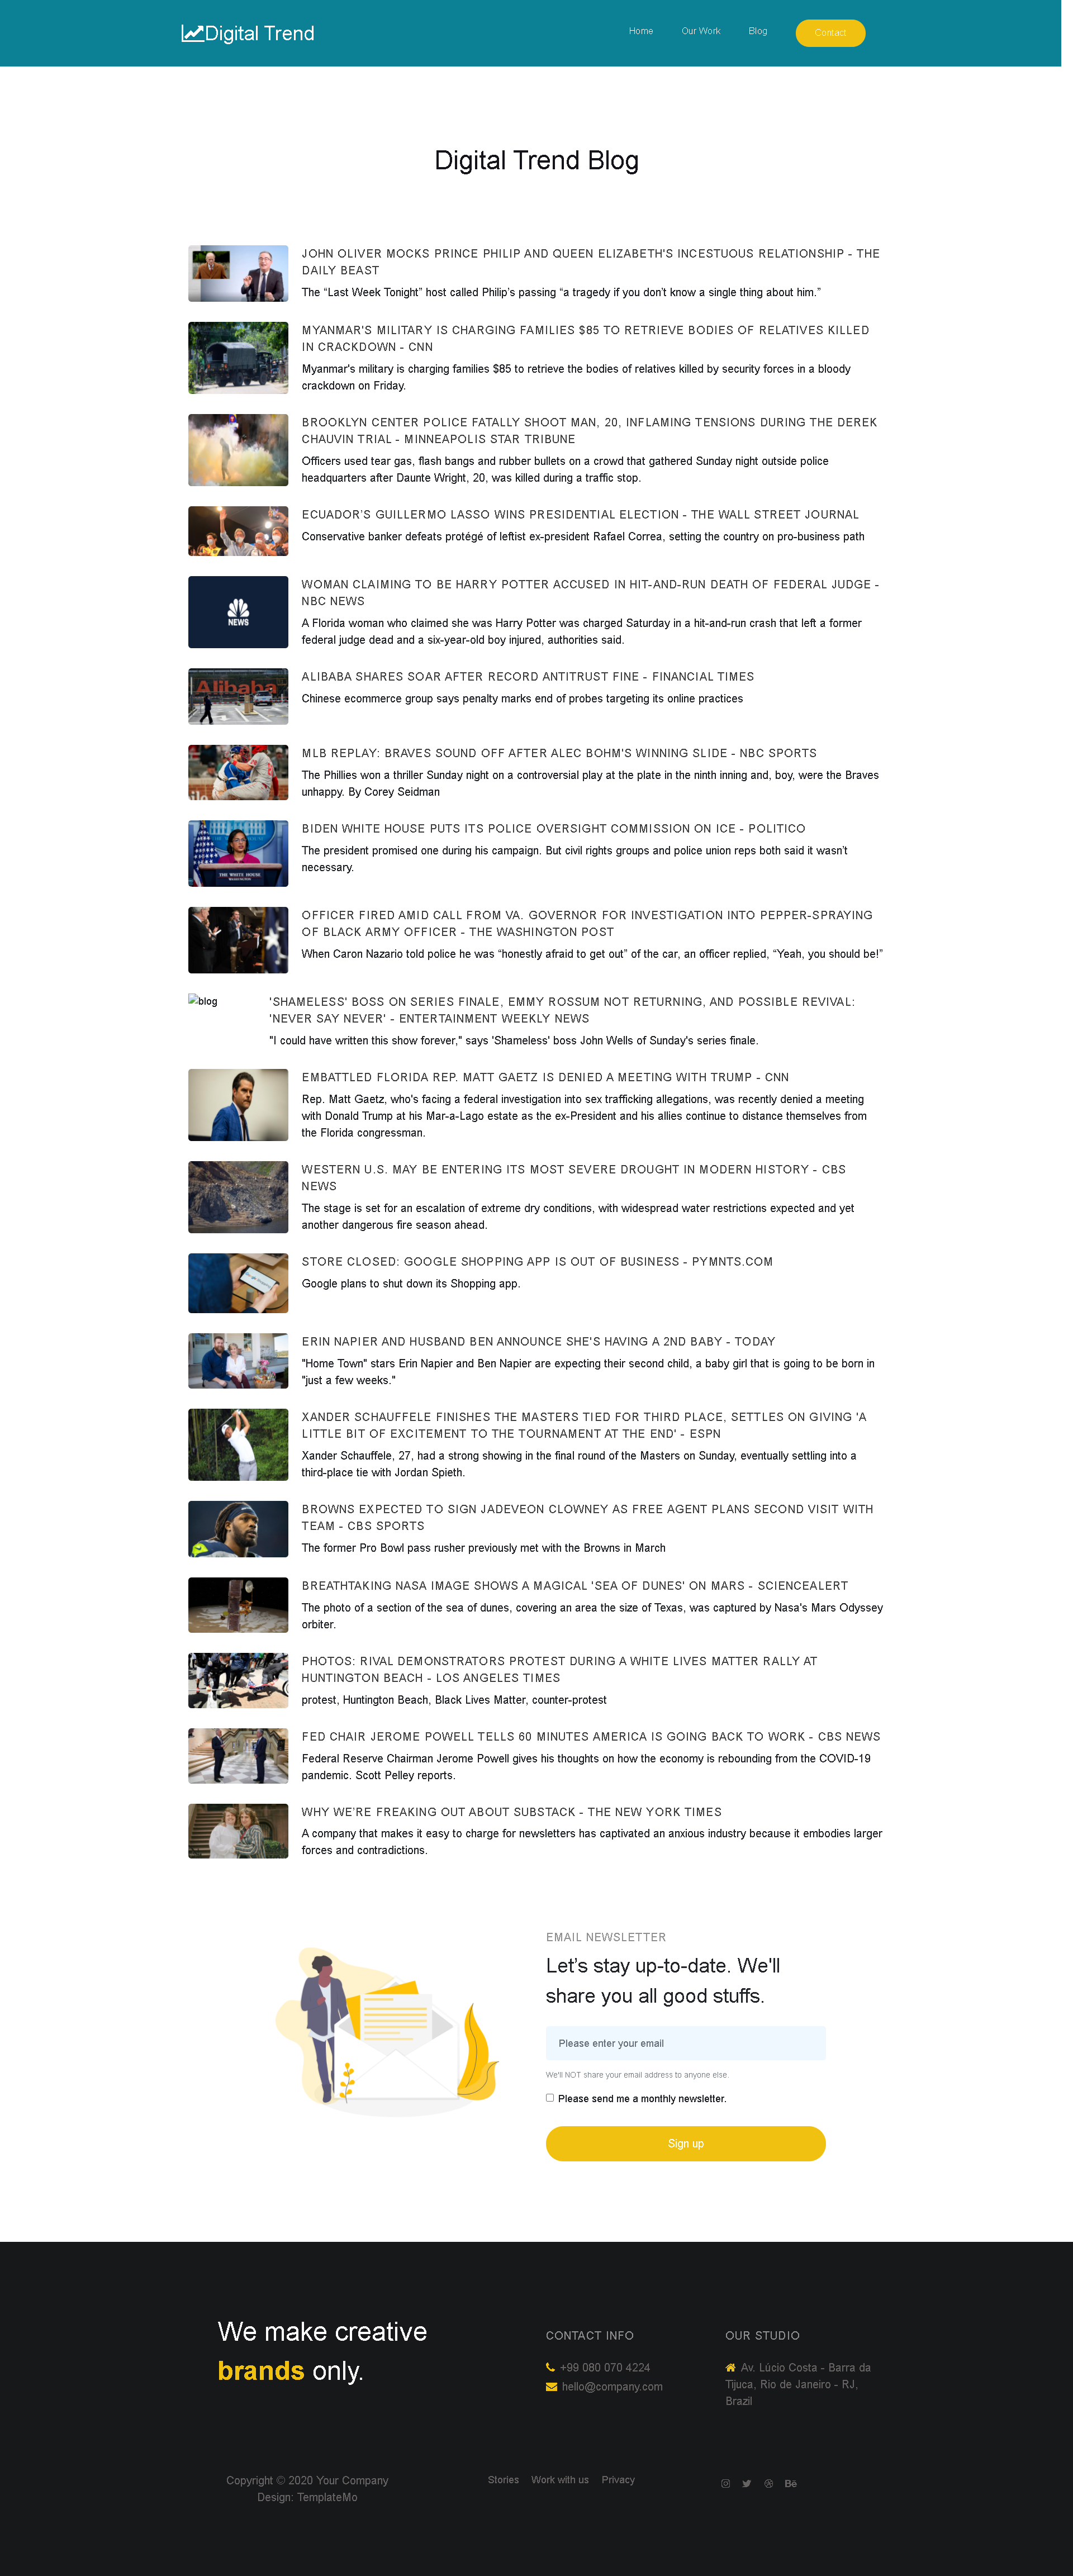 Digital Trend
Home
Our Work
Blog
Contact
Digital Trend Blog
JOHN OLIVER MOCKS PRINCE PHILIP AND QUEEN ELIZABETH'S INCESTUOUS RELATIONSHIP - THE
DAILY BEAST
The “Last Week Tonight” host called Philip’s passing “a tragedy if you don’t know a single thing about him.”
MYANMAR'S MILITARY IS CHARGING FAMILIES $85 TO RETRIEVE BODIES OF RELATIVES KILLED
IN CRACKDOWN - CNN
Myanmar's military is charging families $85 to retrieve the bodies of relatives killed by security forces in a bloody
crackdown on Friday.
BROOKLYN CENTER POLICE FATALLY SHOOT MAN, 20, INFLAMING TENSIONS DURING THE DEREK
CHAUVIN TRIAL - MINNEAPOLIS STAR TRIBUNE
Officers used tear gas, flash bangs and rubber bullets on a crowd that gathered Sunday night outside police
headquarters after Daunte Wright, 20, was killed during a traffic stop.
ECUADOR’S GUILLERMO LASSO WINS PRESIDENTIAL ELECTION - THE WALL STREET JOURNAL
Conservative banker defeats protégé of leftist ex-president Rafael Correa, setting the country on pro-business path
NEWS
WOMAN CLAIMING TO BE HARRY POTTER ACCUSED IN HIT-AND-RUN DEATH OF FEDERAL JUDGE -
NBC NEWS
A Florida woman who claimed she was Harry Potter was charged Saturday in a hit-and-run crash that left a former
federal judge dead and a six-year-old boy injured, authorities said.
Alibaba
ALIBABA SHARES SOAR AFTER RECORD ANTITRUST FINE - FINANCIAL TIMES
Chinese ecommerce group says penalty marks end of probes targeting its online practices
MLB REPLAY: BRAVES SOUND OFF AFTER ALEC BOHM'S WINNING SLIDE - NBC SPORTS
The Phillies won a thriller Sunday night on a controversial play at the plate in the ninth inning and, boy, were the Braves
unhappy. By Corey Seidman
THE WHITE HOUSE
BIDEN WHITE HOUSE PUTS ITS POLICE OVERSIGHT COMMISSION ON ICE - POLITICO
The president promised one during his campaign. But civil rights groups and police union reps both said it wasn’t
necessary.
OFFICER FIRED AMID CALL FROM VA. GOVERNOR FOR INVESTIGATION INTO PEPPER-SPRAYING
OF BLACK ARMY OFFICER - THE WASHINGTON POST
When Caron Nazario told police he was “honestly afraid to get out” of the car, an officer replied, “Yeah, you should be!”
blog
'SHAMELESS' BOSS ON SERIES FINALE, EMMY ROSSUM NOT RETURNING, AND POSSIBLE REVIVAL:
'NEVER SAY NEVER' - ENTERTAINMENT WEEKLY NEWS
"I could have written this show forever," says 'Shameless' boss John Wells of Sunday's series finale.
EMBATTLED FLORIDA REP. MATT GAETZ IS DENIED A MEETING WITH TRUMP - CNN
Rep. Matt Gaetz, who's facing a federal investigation into sex trafficking allegations, was recently denied a meeting
with Donald Trump at his Mar-a-Lago estate as the ex-President and his allies continue to distance themselves from
the Florida congressman.
WESTERN U.S. MAY BE ENTERING ITS MOST SEVERE DROUGHT IN MODERN HISTORY - CBS
NEWS
The stage is set for an escalation of extreme dry conditions, with widespread water restrictions expected and yet
another dangerous fire season ahead.
STORE CLOSED: GOOGLE SHOPPING APP IS OUT OF BUSINESS - PYMNTS.COM
Google plans to shut down its Shopping app.
ERIN NAPIER AND HUSBAND BEN ANNOUNCE SHE'S HAVING A 2ND BABY - TODAY
"Home Town" stars Erin Napier and Ben Napier are expecting their second child, a baby girl that is going to be born in
"just a few weeks."
XANDER SCHAUFFELE FINISHES THE MASTERS TIED FOR THIRD PLACE, SETTLES ON GIVING 'A
LITTLE BIT OF EXCITEMENT TO THE TOURNAMENT AT THE END' - ESPN
Xander Schauffele, 27, had a strong showing in the final round of the Masters on Sunday, eventually settling into a
third-place tie with Jordan Spieth.
BROWNS EXPECTED TO SIGN JADEVEON CLOWNEY AS FREE AGENT PLANS SECOND VISIT WITH
TEAM - CBS SPORTS
The former Pro Bowl pass rusher previously met with the Browns in March
BREATHTAKING NASA IMAGE SHOWS A MAGICAL 'SEA OF DUNES' ON MARS - SCIENCEALERT
The photo of a section of the sea of dunes, covering an area the size of Texas, was captured by Nasa's Mars Odyssey
orbiter.
PHOTOS: RIVAL DEMONSTRATORS PROTEST DURING A WHITE LIVES MATTER RALLY AT
HUNTINGTON BEACH - LOS ANGELES TIMES
protest, Huntington Beach, Black Lives Matter, counter-protest
FED CHAIR JEROME POWELL TELLS 60 MINUTES AMERICA IS GOING BACK TO WORK - CBS NEWS
Federal Reserve Chairman Jerome Powell gives his thoughts on how the economy is rebounding from the COVID-19
pandemic. Scott Pelley reports.
WHY WE’RE FREAKING OUT ABOUT SUBSTACK - THE NEW YORK TIMES
A company that makes it easy to charge for newsletters has captivated an anxious industry because it embodies larger
forces and contradictions.
EMAIL NEWSLETTER
Let’s stay up-to-date. We'll
share you all good stuffs.
Please enter your email
We'll NOT share your email address to anyone else.
Please send me a monthly newsletter.
Sign up
We make creative
brands only.
CONTACT INFO
+99 080 070 4224
hello@company.com
OUR STUDIO
Av. Lúcio Costa - Barra da
Tijuca, Rio de Janeiro - RJ,
Brazil
Copyright © 2020 Your Company
Design: TemplateMo
Stories
Work with us
Privacy